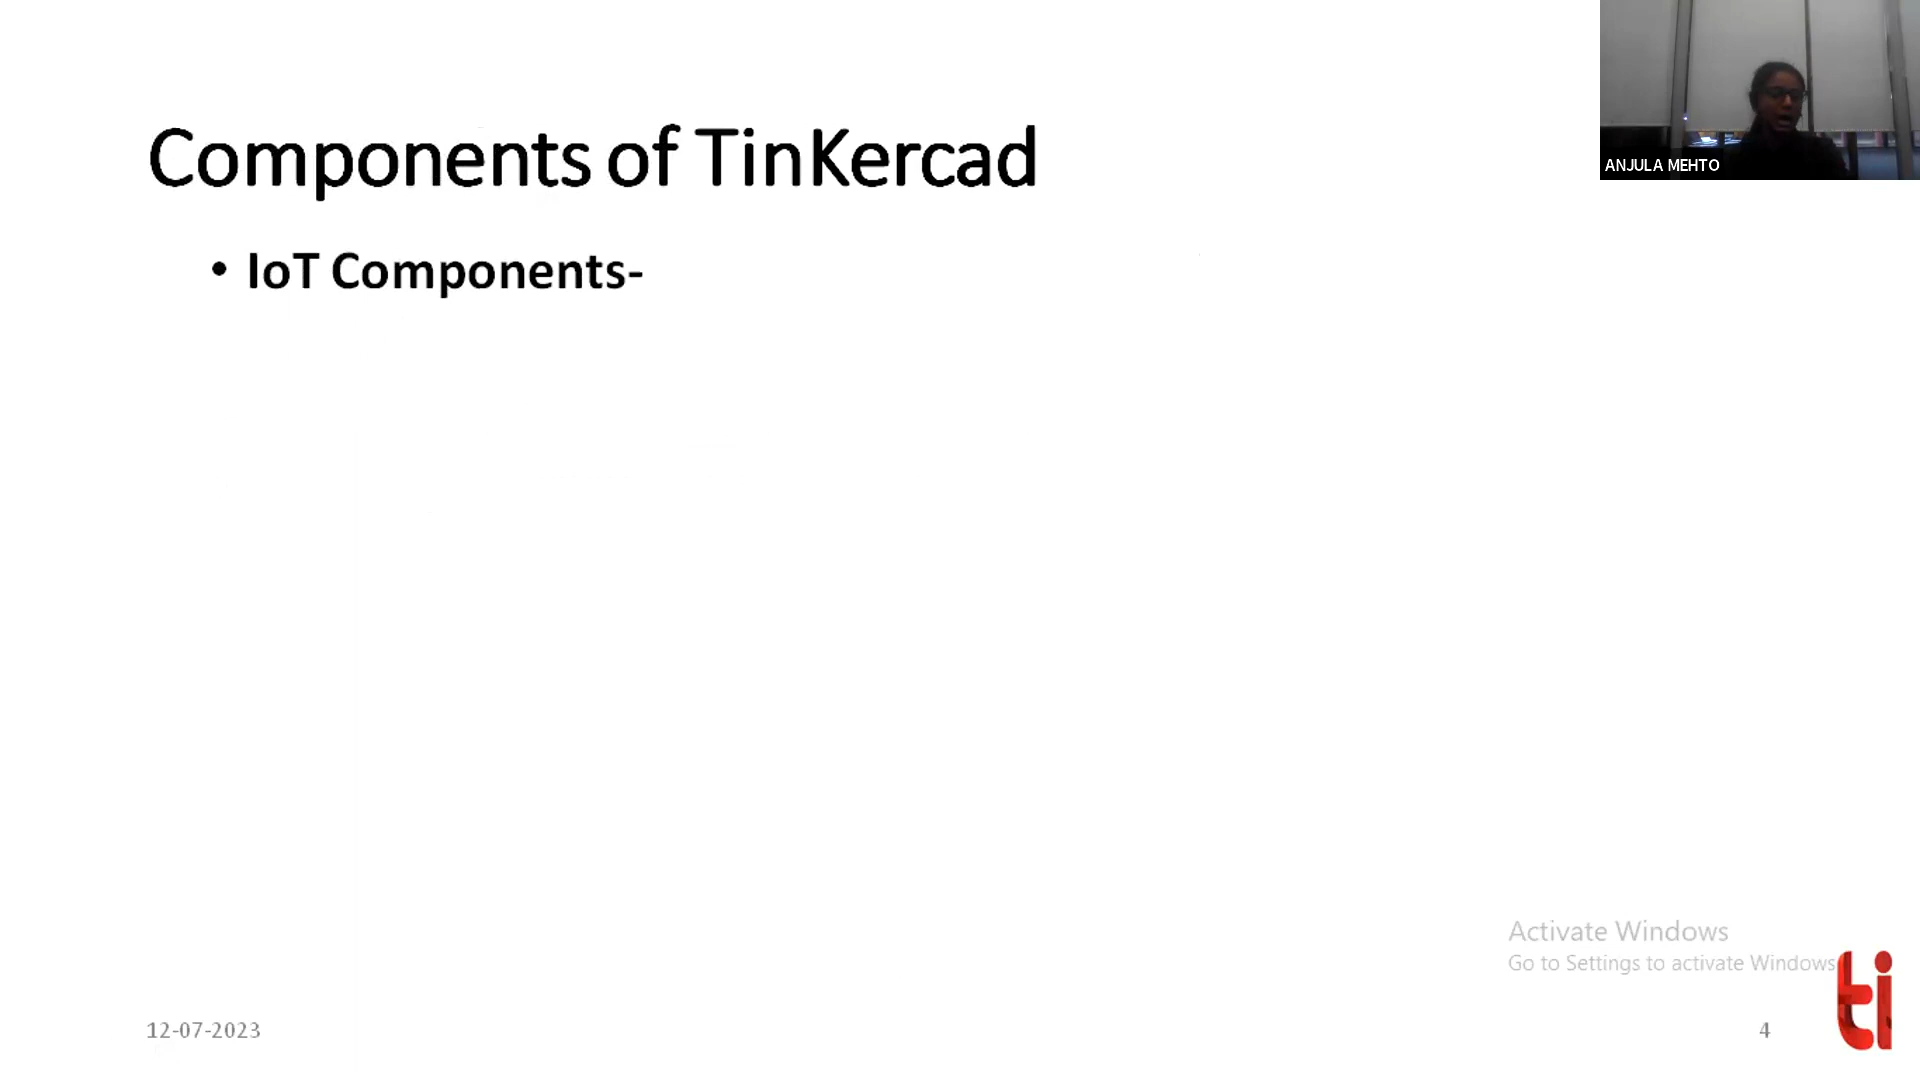 Components of TinKercad
ANJULA MEHTO
• IoT Components-
Activate Windows
Go to Settings to activate Windows
ti
12-07-2023
4